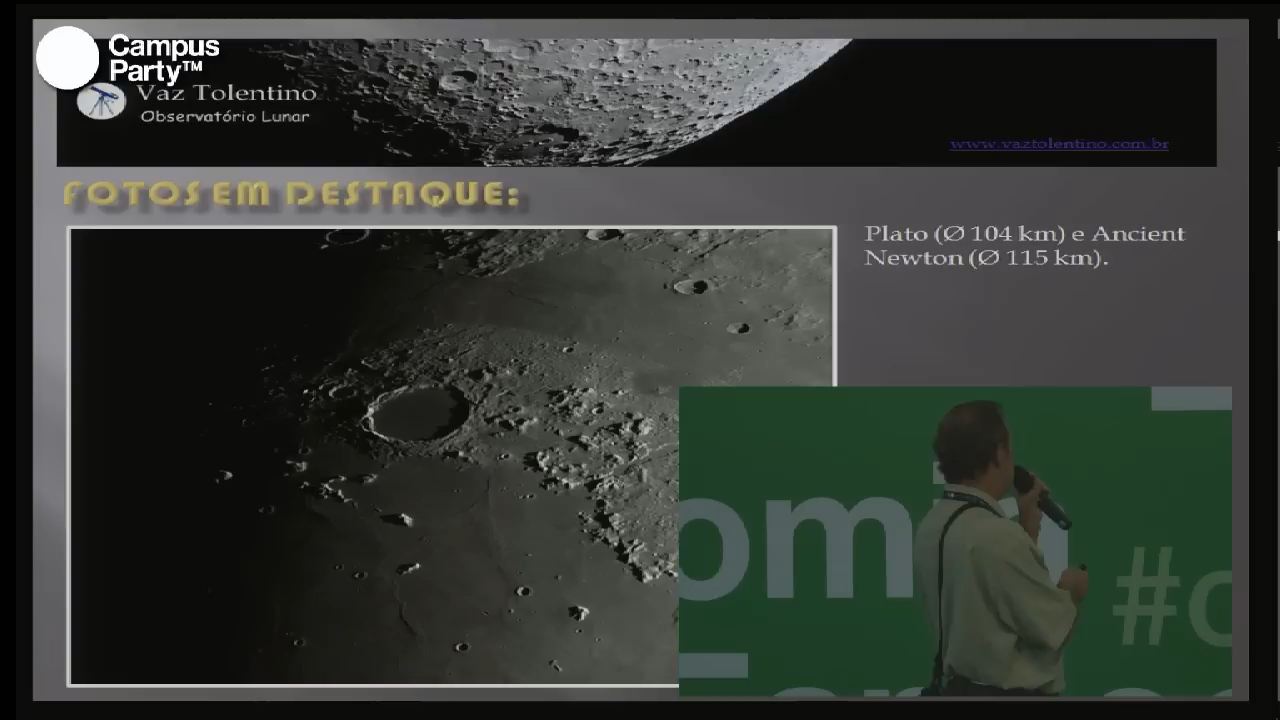 Campus
Party™
Vaz Tolentino
Observatório Lunar
www.vaztolentino.com.br
FOTOS EM DESTAQUE:
Plato (Ø 104 km) e Ancient
Newton (Ø 115 km).
omi
#c